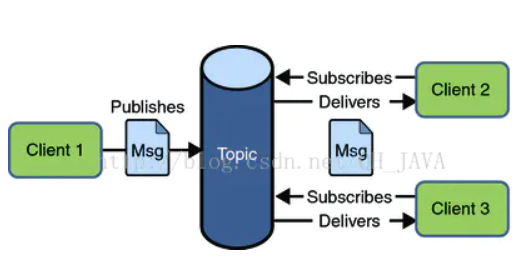 Publishes
Client 1
Msg
Topic
Subscribes
Delivers
Client 2
Msg
Subscribes
Delivers
Client 3